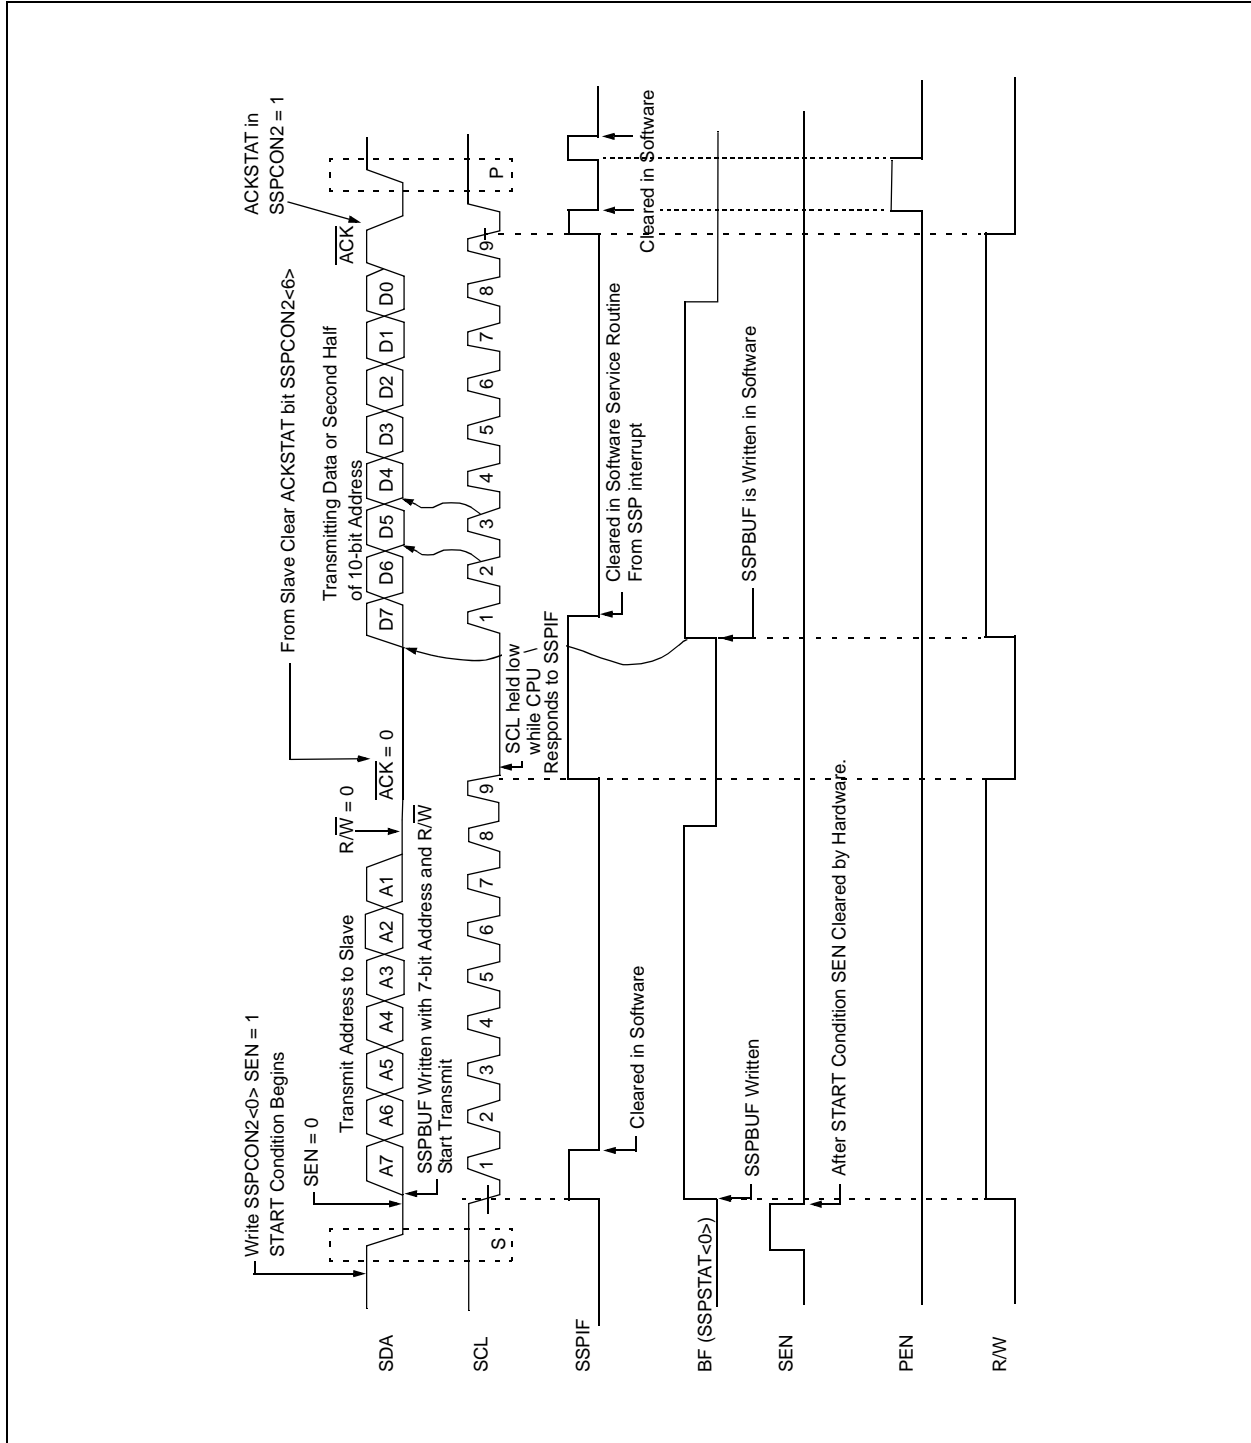 Write SSPCON2<0> SEN = 1
START Condition Begins
SEN = 0
Transmit Address to Slave
R/W = 0
ACK = 0
From Slave Clear ACKSTAT bit SSPCON2<6>
Transmitting Data or Second Half
of 10-bit Address
ACK
ACKSTAT in
SSPCON2 = 1
SDA
A7 A6 A5 A4 A3 A2 A1 D7 D6 D5 D4 D3 D2 D1 D0
SSPBUF Written with 7-bit Address and R/W
Start Transmit
SCL
S 1 2 3 4 5 6 7 8 9 1 2 3 4 5 6 7 8 9 P
SCL held low
while CPU
Responds to SSPIF
SSPIF
Cleared in Software
Cleared in Software Service Routine
From SSP interrupt
Cleared in Software
BF (SSPSTAT<0>)
SSPBUF Written
SSPBUF is Written in Software
SEN
After START Condition SEN Cleared by Hardware.
PEN
R/W